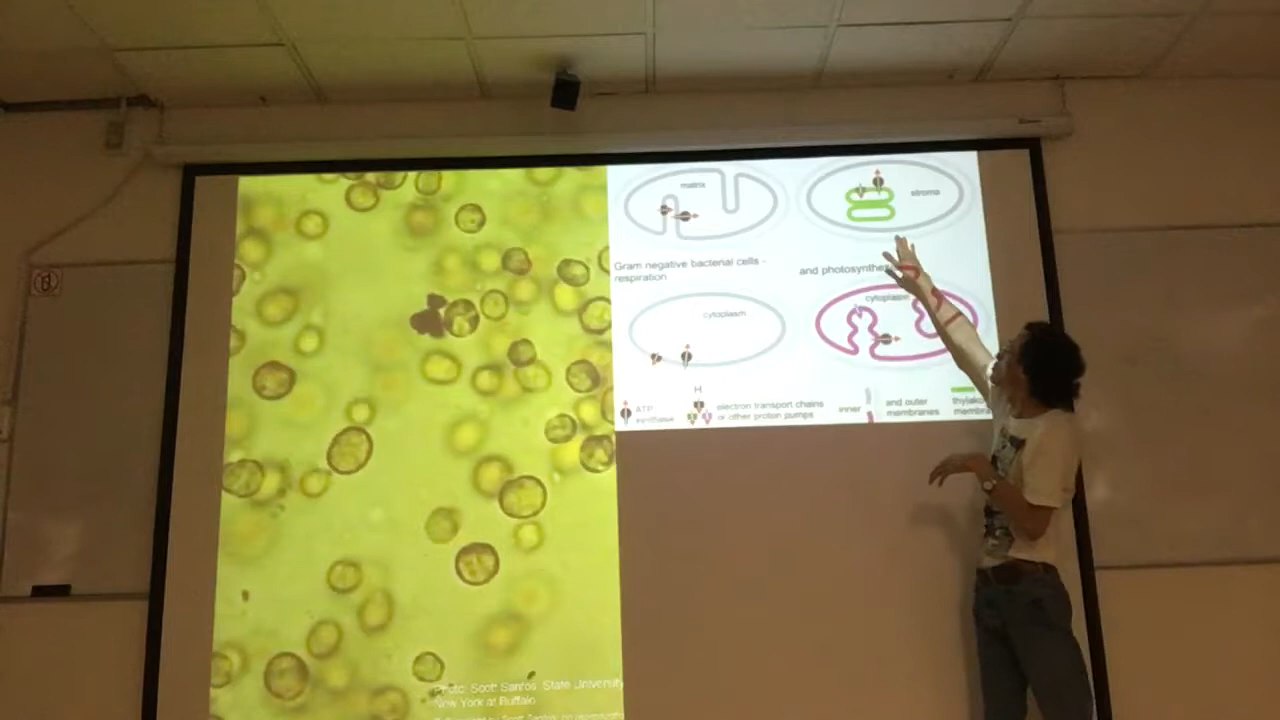 matrix
stroma
Gram negative bacterial cells -
respiration
and photosynthe
cytoplasm
cytoplasm
H
ATP
synthase
electron transport chains
or other proton pumps
inner
and outer
membranes
thylako
membra
Photo: Scott Santos, State University
New York at Buffalo